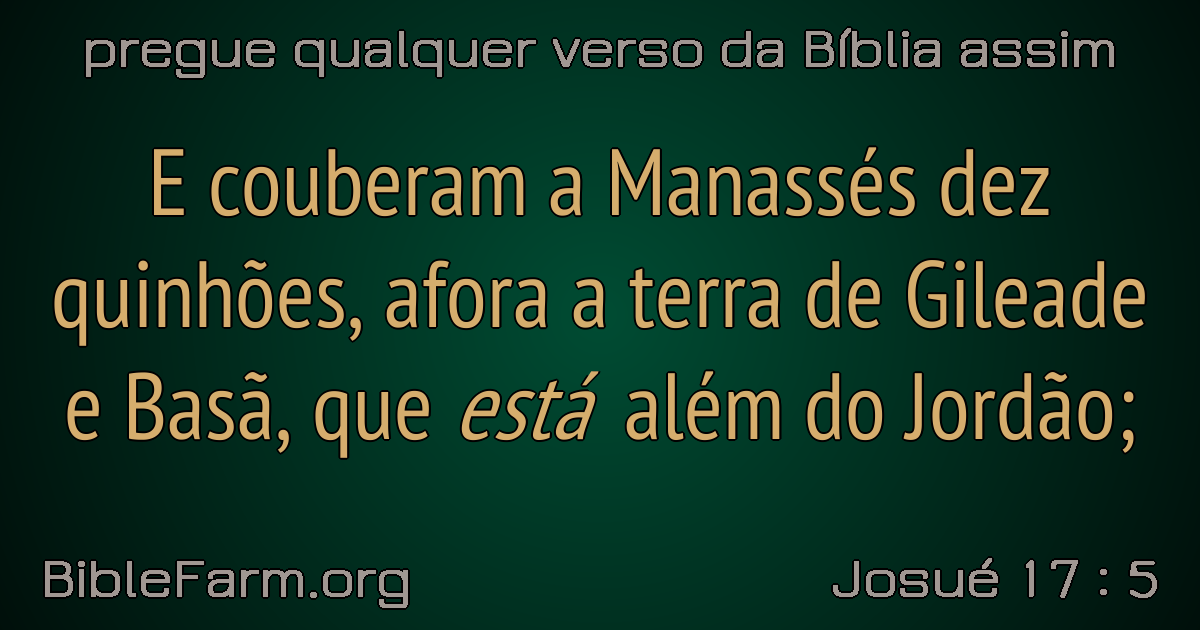 pregue qualquer verso da Bíblia assim
E couberam a Manassés dez
quinhões, afora a terra de Gileade
e Basã, que está além do Jordão;
BibleFarm.org
Josué 17 : 5